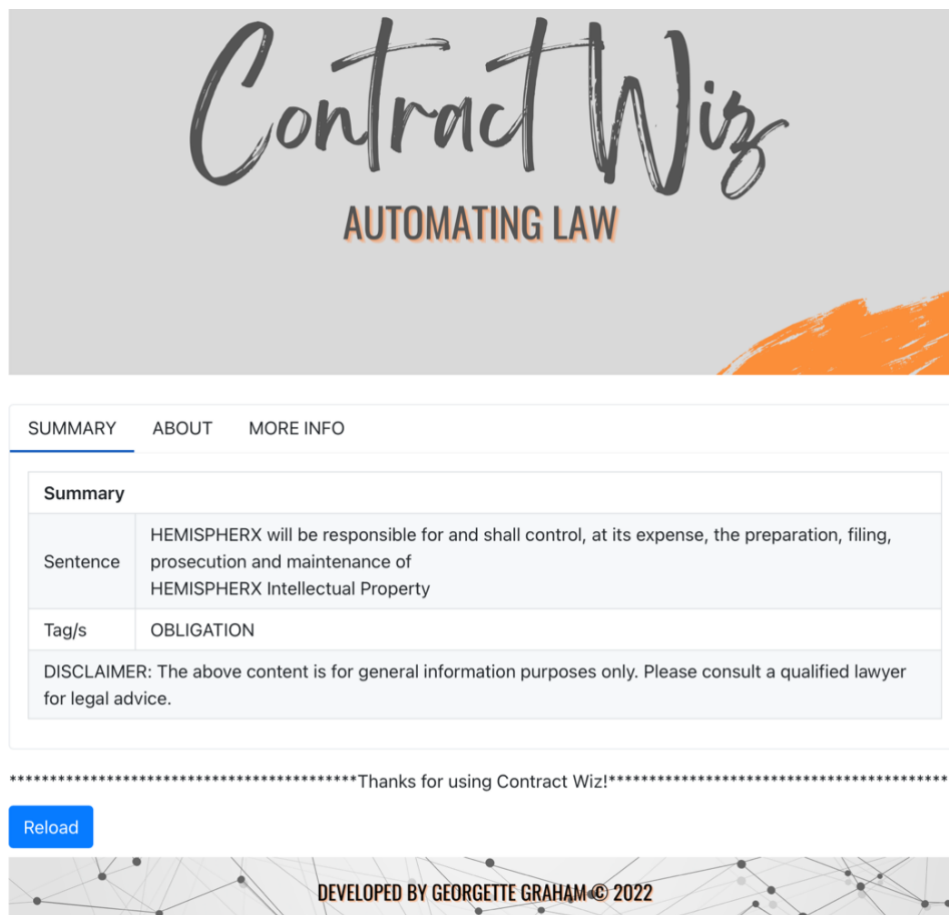 Contract Wiz
AUTOMATING LAW
SUMMARY ABOUT MORE INFO
Summary
Sentence
HEMISPHERX will be responsible for and shall control, at its expense, the preparation, filing,
prosecution and maintenance of
HEMISPHERX Intellectual Property
Tag/s OBLIGATION
DISCLAIMER: The above content is for general information purposes only. Please consult a qualified lawyer
for legal advice.
*******************************************Thanks for using Contract Wiz!*******************************************
Reload
DEVELOPED BY GEORGETTE GRAHAM © 2022